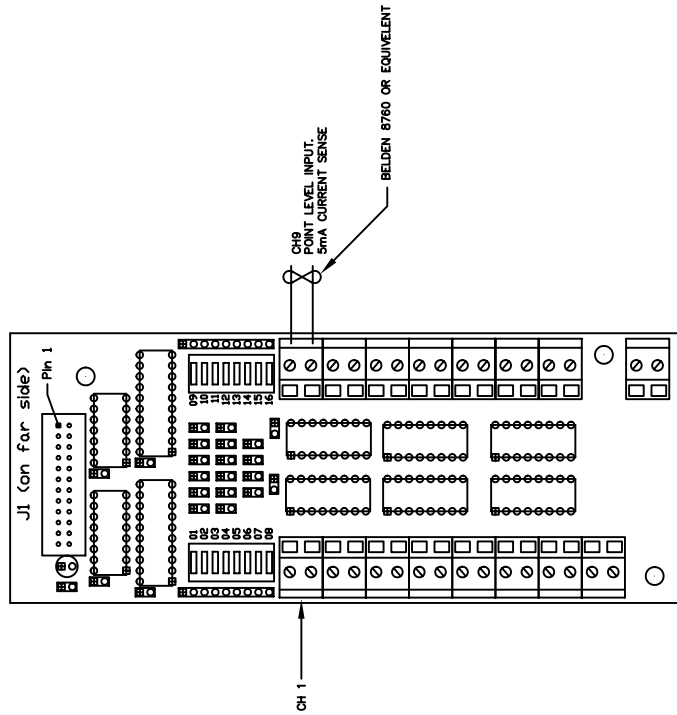 J1 (on far side)
Pin 1
09
10
11
12
13
14
15
16
01
02
03
04
05
06
07
08
CH9
POINT LEVEL INPUT.
5mA CURRENT SENSE
BELDEN 8760 OR EQUIVELENT
CH 1